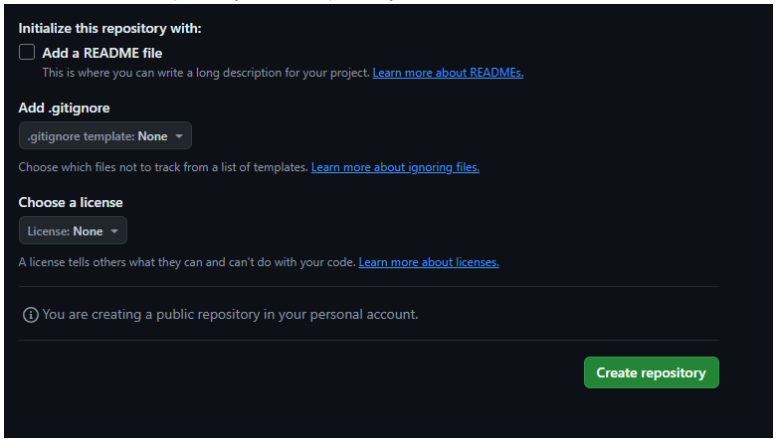 Initialize this repository with:
Add a README file
This is where you can write a long description for your project. Learn more about READMEs.
Add .gitignore
.gitignore template: None
Choose which files not to track from a list of templates. Learn more about ignoring files.
Choose a license
License: None
A license tells others what they can and can't do with your code. Learn more about licenses.
You are creating a public repository in your personal account.
Create repository